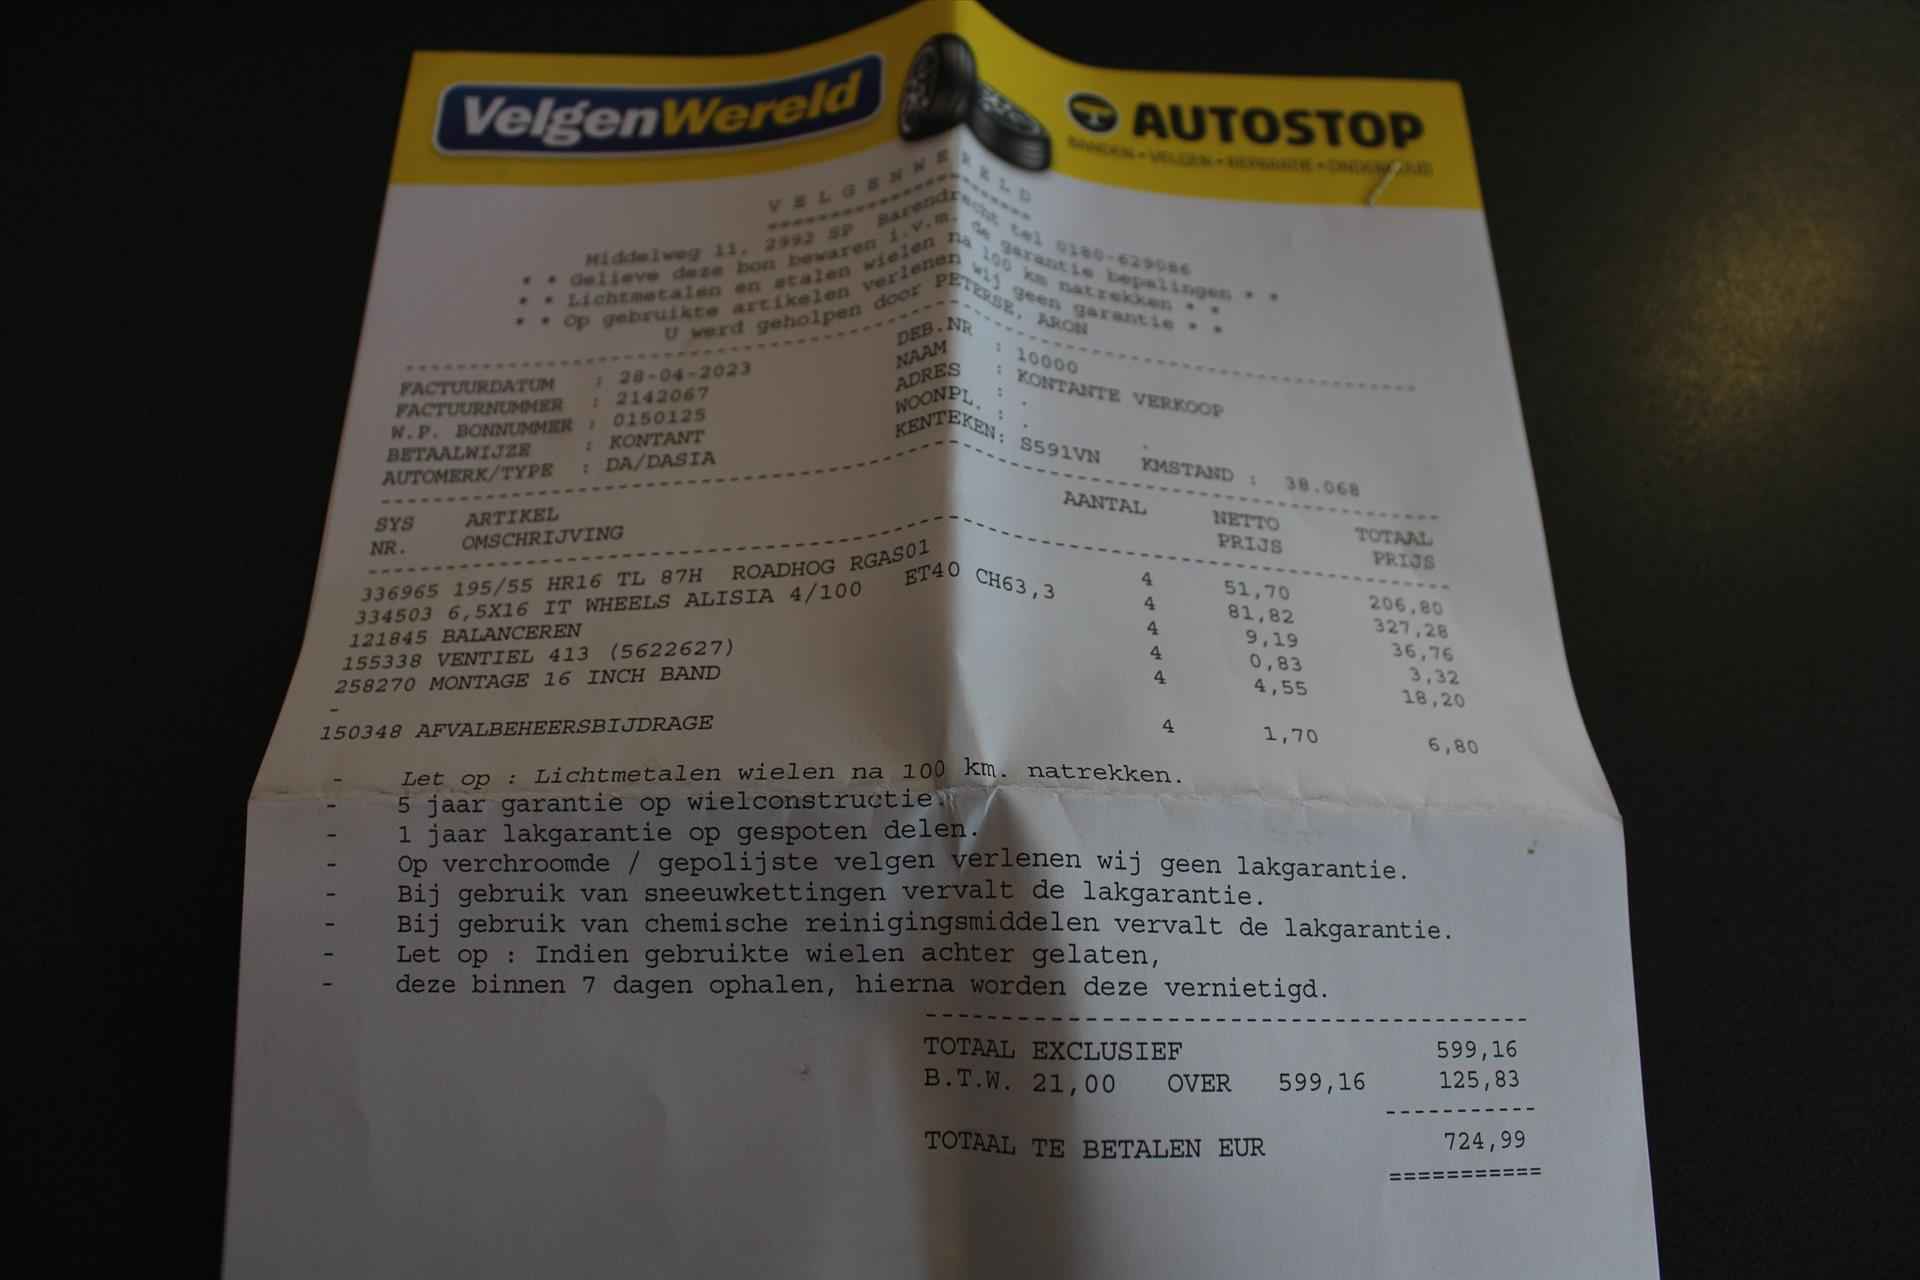 VelgenWereld
AUTOSTOP
BANDEN • VELGEN • REPARATIE • ONDERHOUD
V E L G E N W E R E L D
Middelweg 11, 2992 SP Barendrecht tel 0180-629086
* * Gelieve deze bon bewaren i.v.m. de garantie bepalingen * *
* * Lichtmetalen en stalen wielen na 100 km natrekken * *
* * Op gebruikte artikelen verlenen wij geen garantie * *
U werd geholpen door PETERSE, ARON
FACTUURDATUM : 28-04-2023 DEB.NR : 10000
FACTUURNUMMER : 2142067 NAAM : KONTANTE VERKOOP
W.P. BONNUMMER : 0150125 ADRES : .
BETAALWIJZE : KONTANT WOONPL. : . .
AUTOMERK/TYPE : DA/DASIA KENTEKEN: S591VN KMSTAND : 38.068
SYS ARTIKEL AANTAL NETTO TOTAAL
NR. OMSCHRIJVING PRIJS PRIJS
336965 195/55 HR16 TL 87H ROADHOG RGAS01 4 51,70 206,80
334503 6,5X16 IT WHEELS ALISIA 4/100 ET40 CH63,3 4 81,82 327,28
121845 BALANCEREN 4 9,19 36,76
155338 VENTIEL 413 (5622627) 4 0,83 3,32
258270 MONTAGE 16 INCH BAND 4 4,55 18,20
-
150348 AFVALBEHEERSBIJDRAGE 4 1,70 6,80
- Let op : Lichtmetalen wielen na 100 km. natrekken.
- 5 jaar garantie op wielconstructie.
- 1 jaar lakgarantie op gespoten delen.
- Op verchroomde / gepolijste velgen verlenen wij geen lakgarantie.
- Bij gebruik van sneeuwkettingen vervalt de lakgarantie.
- Bij gebruik van chemische reinigingsmiddelen vervalt de lakgarantie.
- Let op : Indien gebruikte wielen achter gelaten,
- deze binnen 7 dagen ophalen, hierna worden deze vernietigd.
TOTAAL EXCLUSIEF 599,16
B.T.W. 21,00 OVER 599,16 125,83
TOTAAL TE BETALEN EUR 724,99